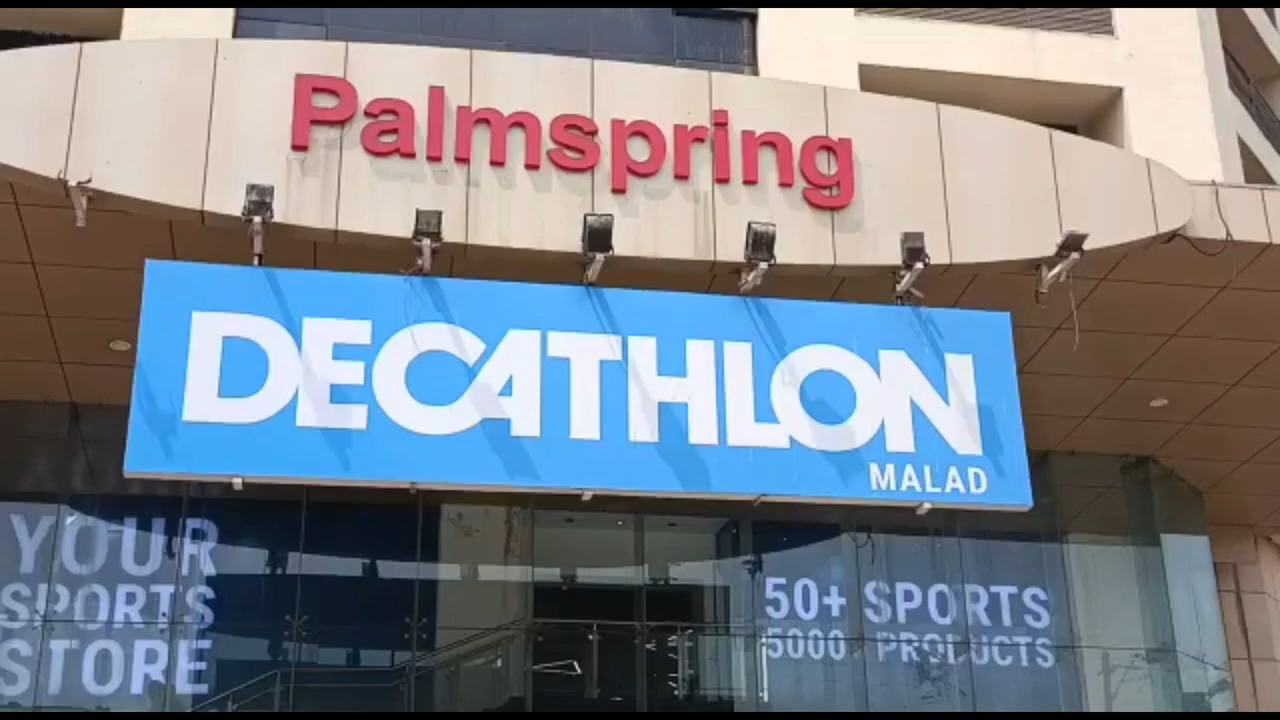 Palmspring
DECATHLON
MALAD
YOUR
SPORTS
STORE
50+ SPORTS
5000+ PRODUCTS